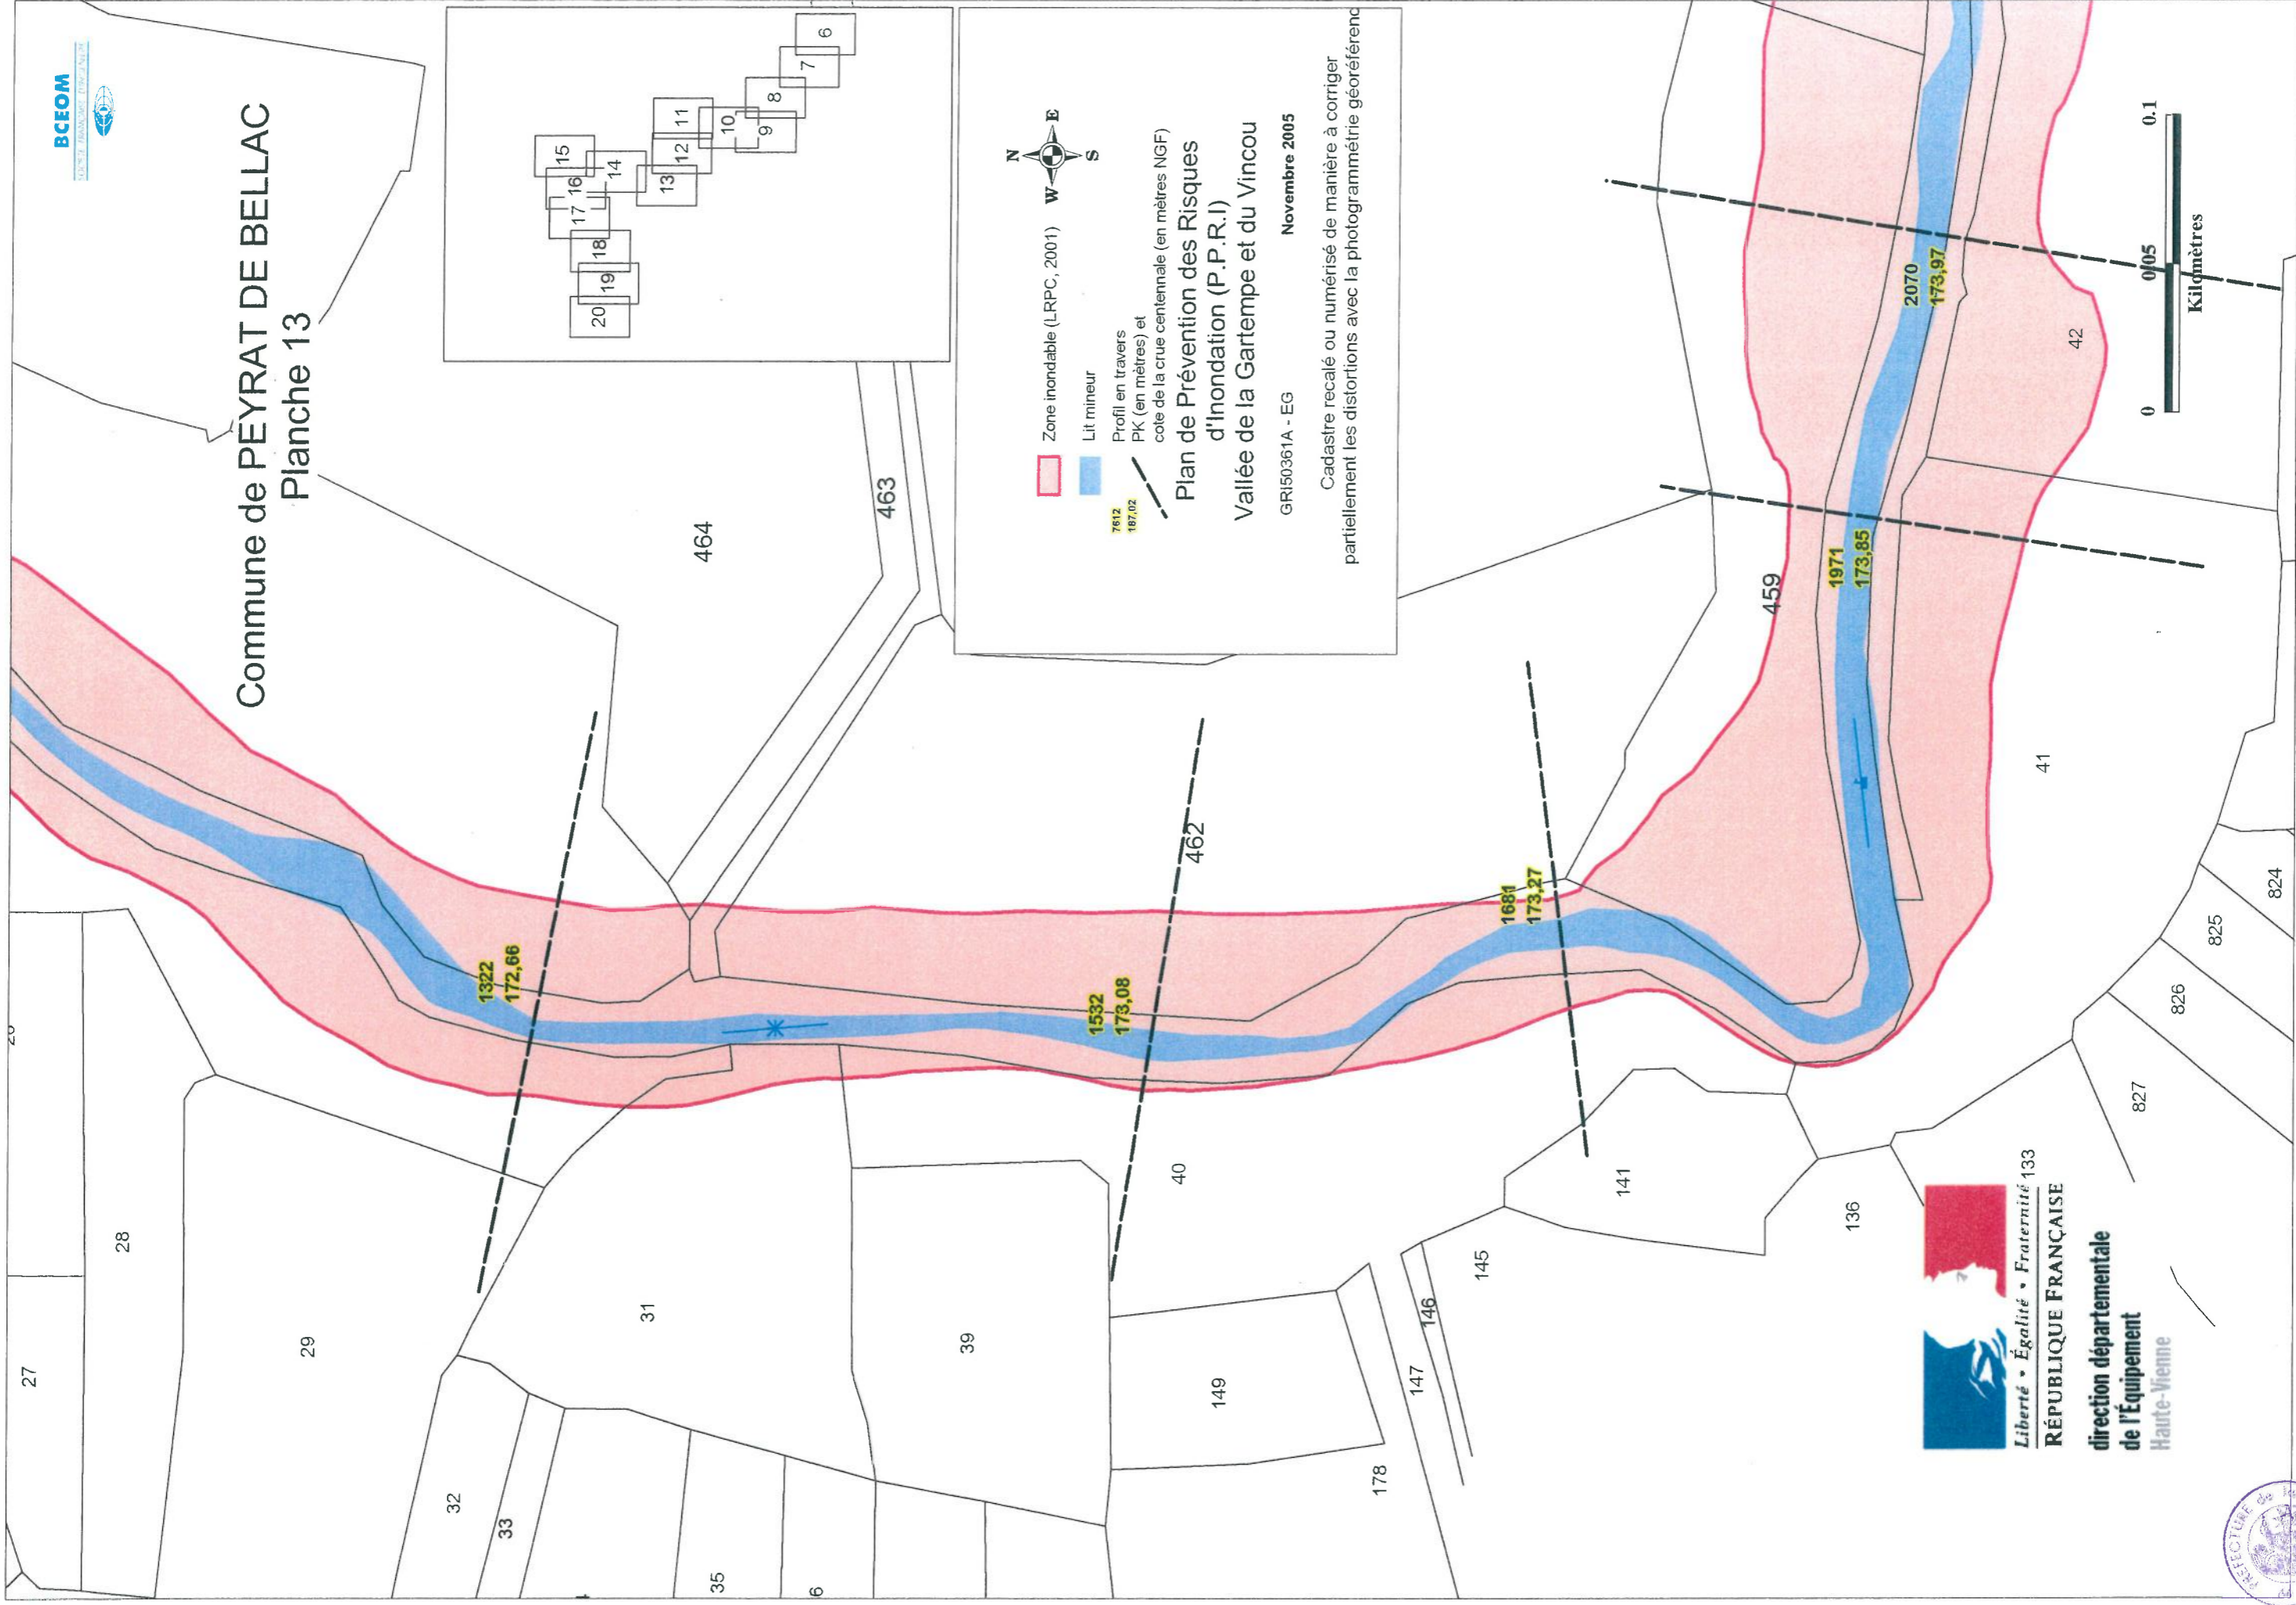 BCEOM
Commune de PEYRAT DE BELLAC
Planche 13
6
7
8
9
10
11
12
13
14
15
16
17
18
19
20
N
W
E
S
Zone inondable (LRPC, 2001)
Lit mineur
7612
187,02
Profil en travers
PK (en mètres) et
cote de la crue centennale (en mètres NGF)
Plan de Prévention des Risques
d'Inondation (P.P.R.I)
Vallée de la Gartempe et du Vincou
GRI50361A - EG
Novembre 2005
Cadastre recalé ou numérisé de manière à corriger
partiellement les distortions avec la photogrammétrie géoréférenc
0
0.05
0.1
Kilomètres
464
463
462
459
1322
172,66
1532
173,08
1681
173,27
1971
173,85
2070
173,97
42
41
40
27
28
29
31
32
33
35
6
39
149
178
147
146
145
141
136
133
827
826
825
824
Liberté • Égalité • Fraternité
RÉPUBLIQUE FRANÇAISE
direction départementale
de l'Équipement
Haute-Vienne
PREFECTURE de